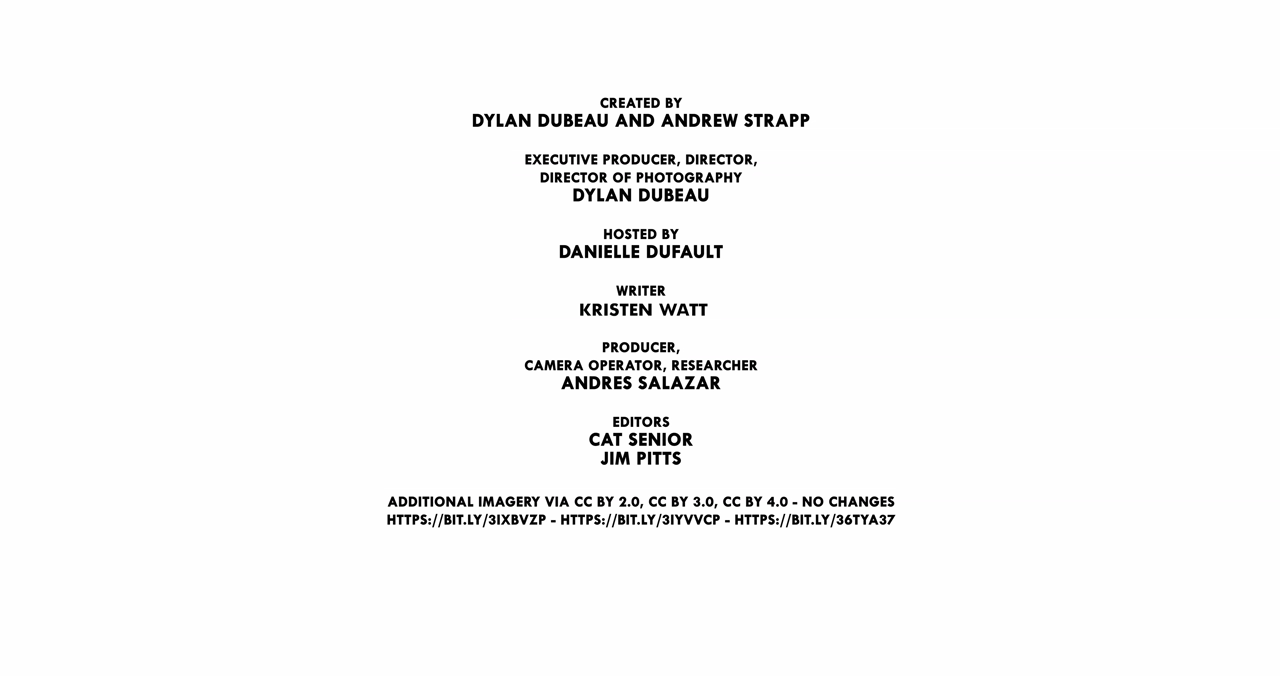 CREATED BY
DYLAN DUBEAU AND ANDREW STRAPP
EXECUTIVE PRODUCER, DIRECTOR,
DIRECTOR OF PHOTOGRAPHY
DYLAN DUBEAU
HOSTED BY
DANIELLE DUFAULT
WRITER
KRISTEN WATT
PRODUCER,
CAMERA OPERATOR, RESEARCHER
ANDRES SALAZAR
EDITORS
CAT SENIOR
JIM PITTS
ADDITIONAL IMAGERY VIA CC BY 2.0, CC BY 3.0, CC BY 4.0 - NO CHANGES
HTTPS://BIT.LY/3IXBVZP - HTTPS://BIT.LY/3IYVVCP - HTTPS://BIT.LY/36TYA37